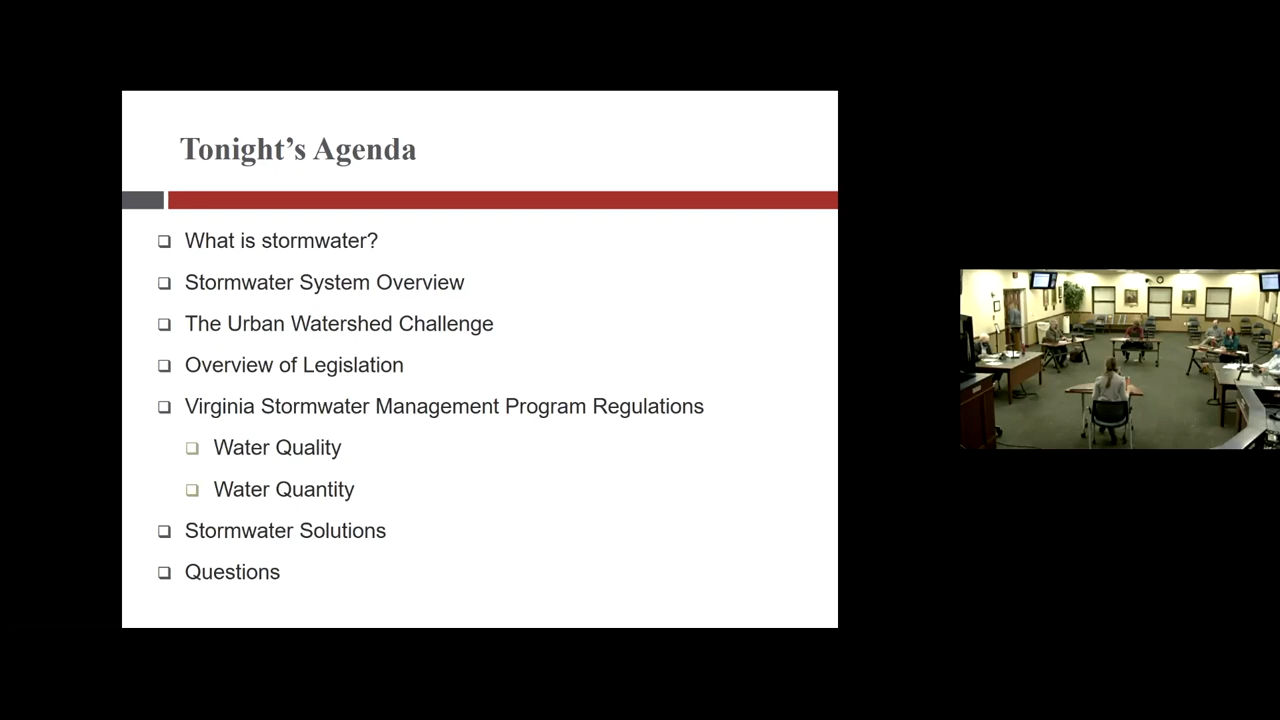 Tonight’s Agenda
What is stormwater?
Stormwater System Overview
The Urban Watershed Challenge
Overview of Legislation
Virginia Stormwater Management Program Regulations
Water Quality
Water Quantity
Stormwater Solutions
Questions